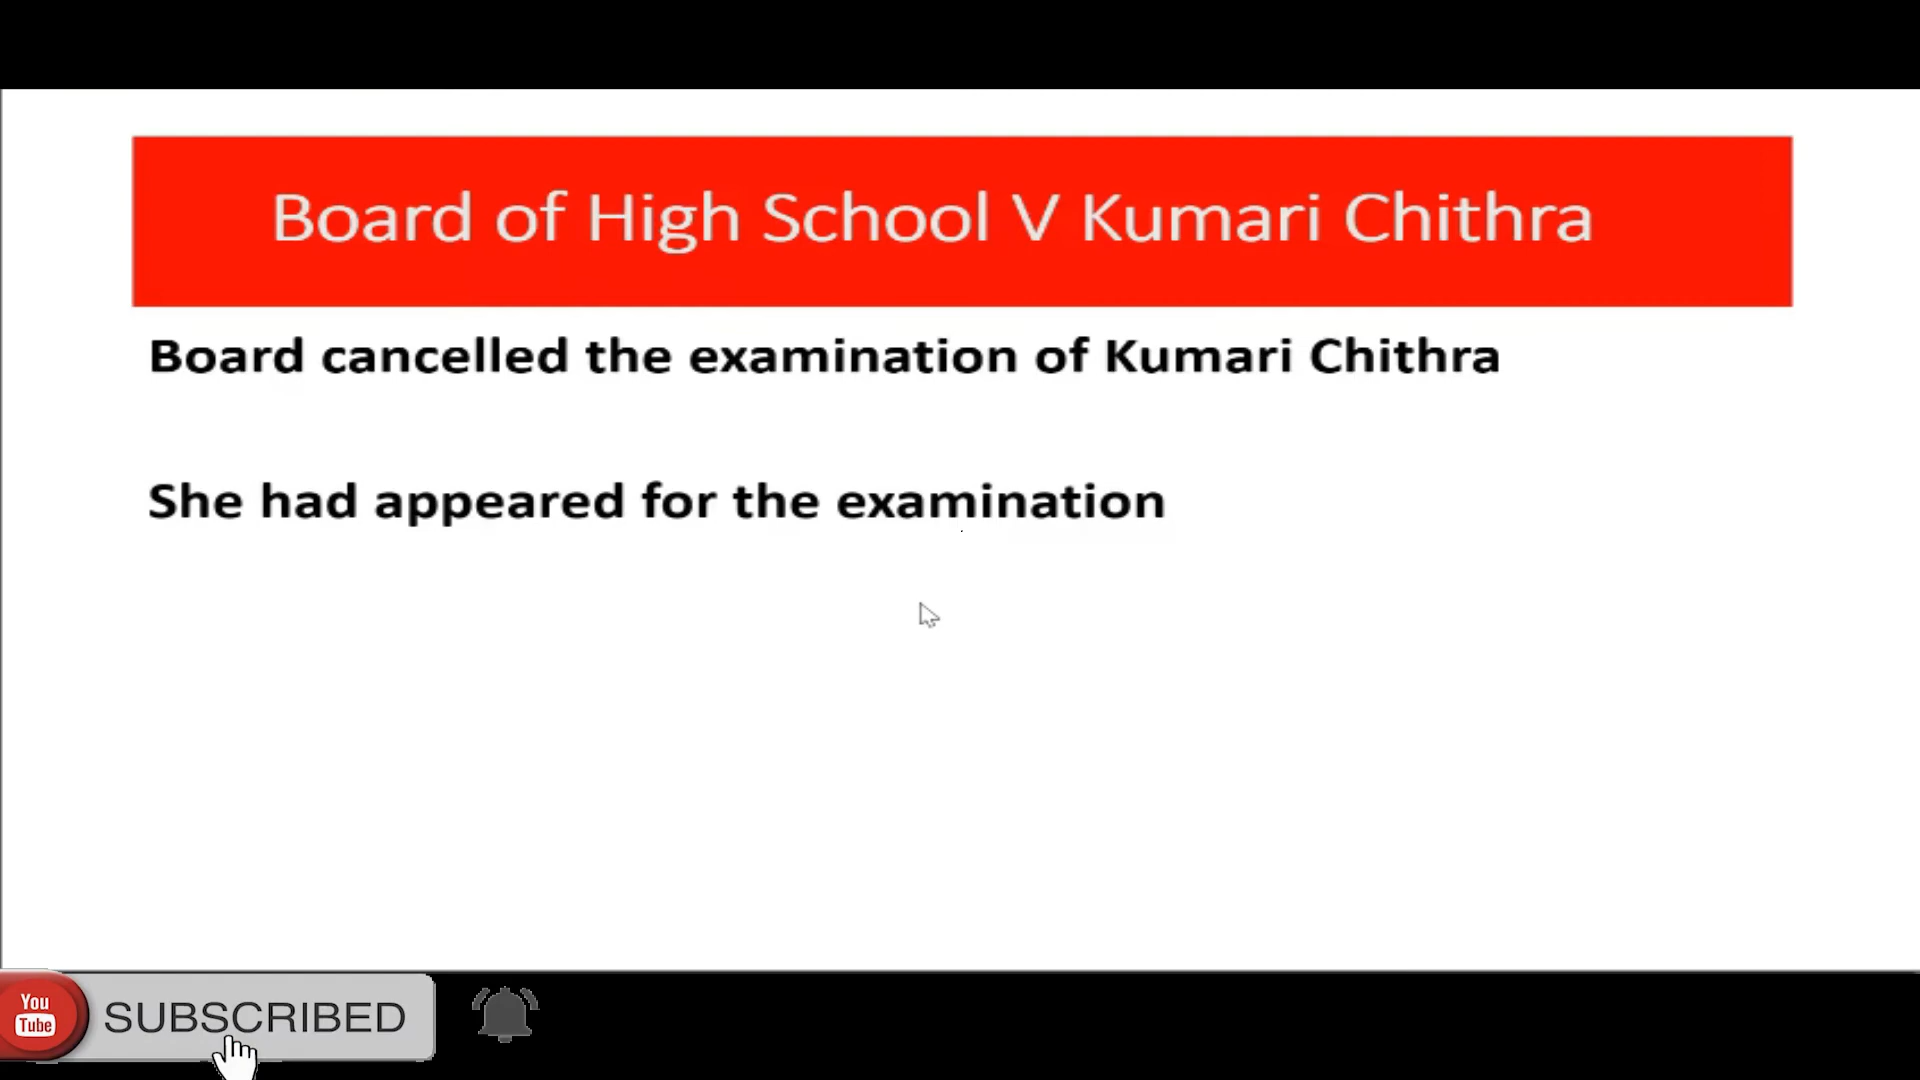 Board of High School V Kumari Chithra
Board cancelled the examination of Kumari Chithra
She had appeared for the examination
You
Tube
SUBSCRIBED